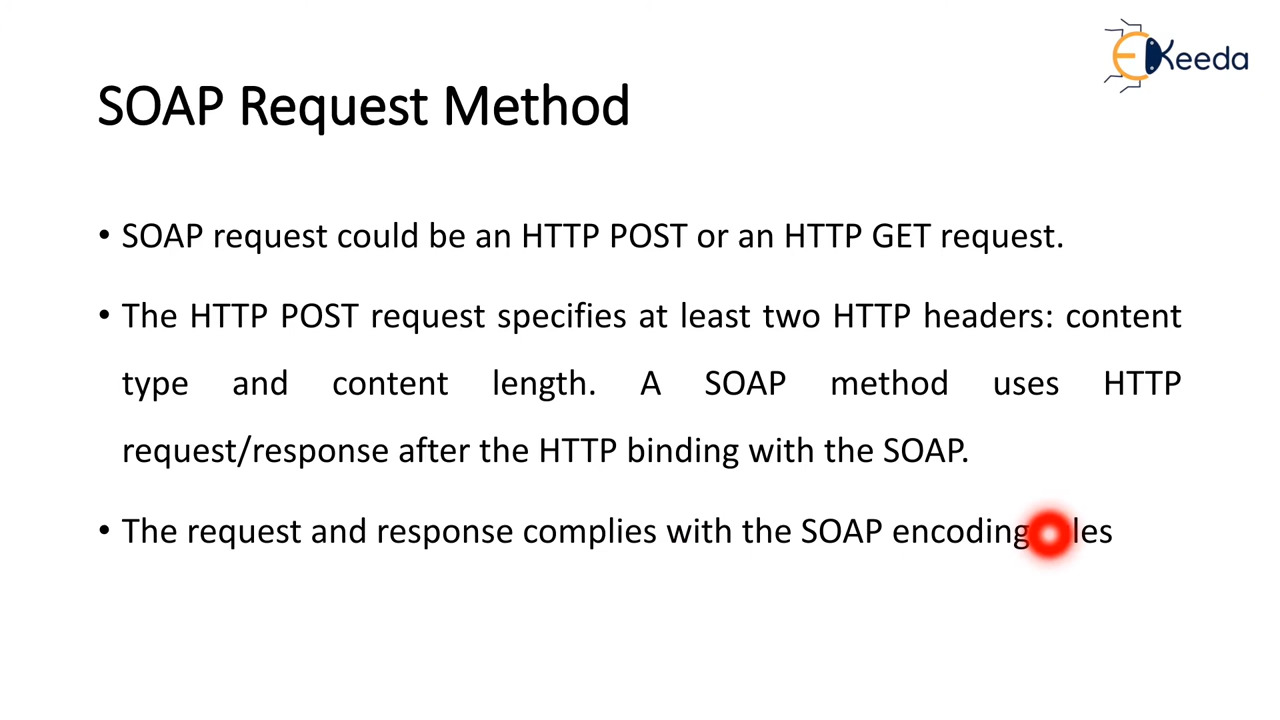 EKeeda
SOAP Request Method
• SOAP request could be an HTTP POST or an HTTP GET request.
• The HTTP POST request specifies at least two HTTP headers: content
type and content length. A SOAP method uses HTTP
request/response after the HTTP binding with the SOAP.
• The request and response complies with the SOAP encoding